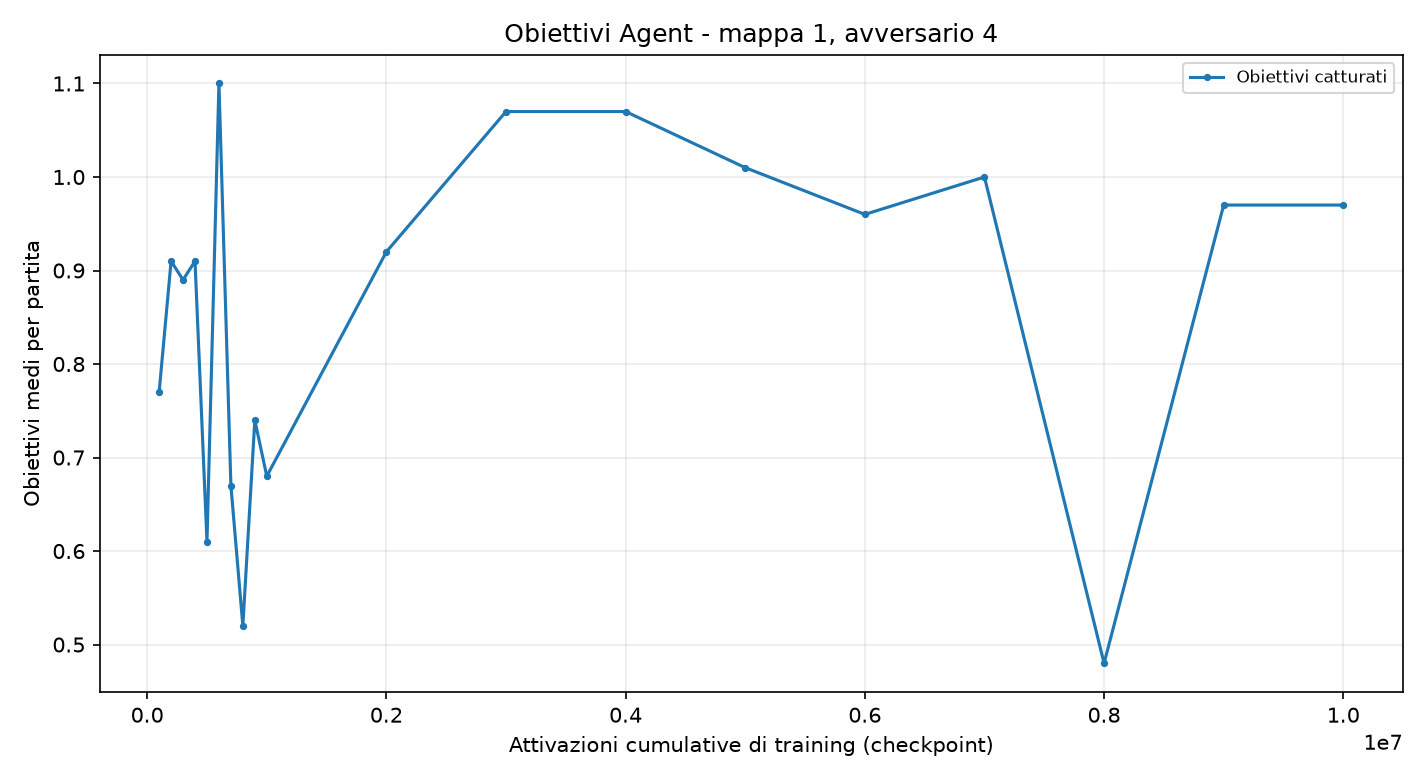 Obiettivi Agent - mappa 1, avversario 4
Obiettivi catturati
Obiettivi medi per partita
1.1
1.0
0.9
0.8
0.7
0.6
0.5
0.0 0.2 0.4 0.6 0.8 1.0
1e7
Attivazioni cumulative di training (checkpoint)